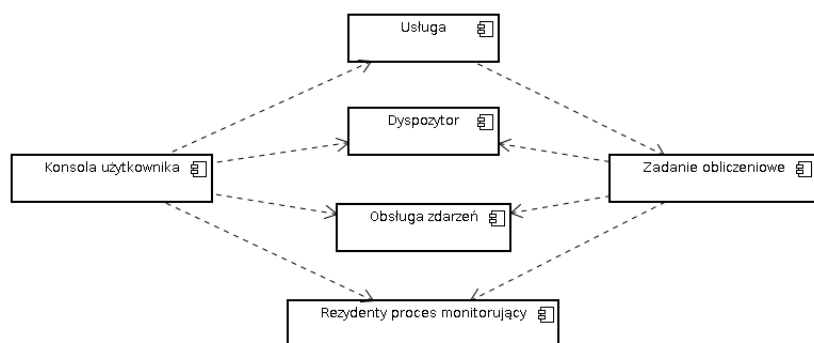 Usługa
Dyspozytor
Konsola użytkownika
Zadanie obliczeniowe
Obsługa zdarzeń
Rezydenty proces monitorujący